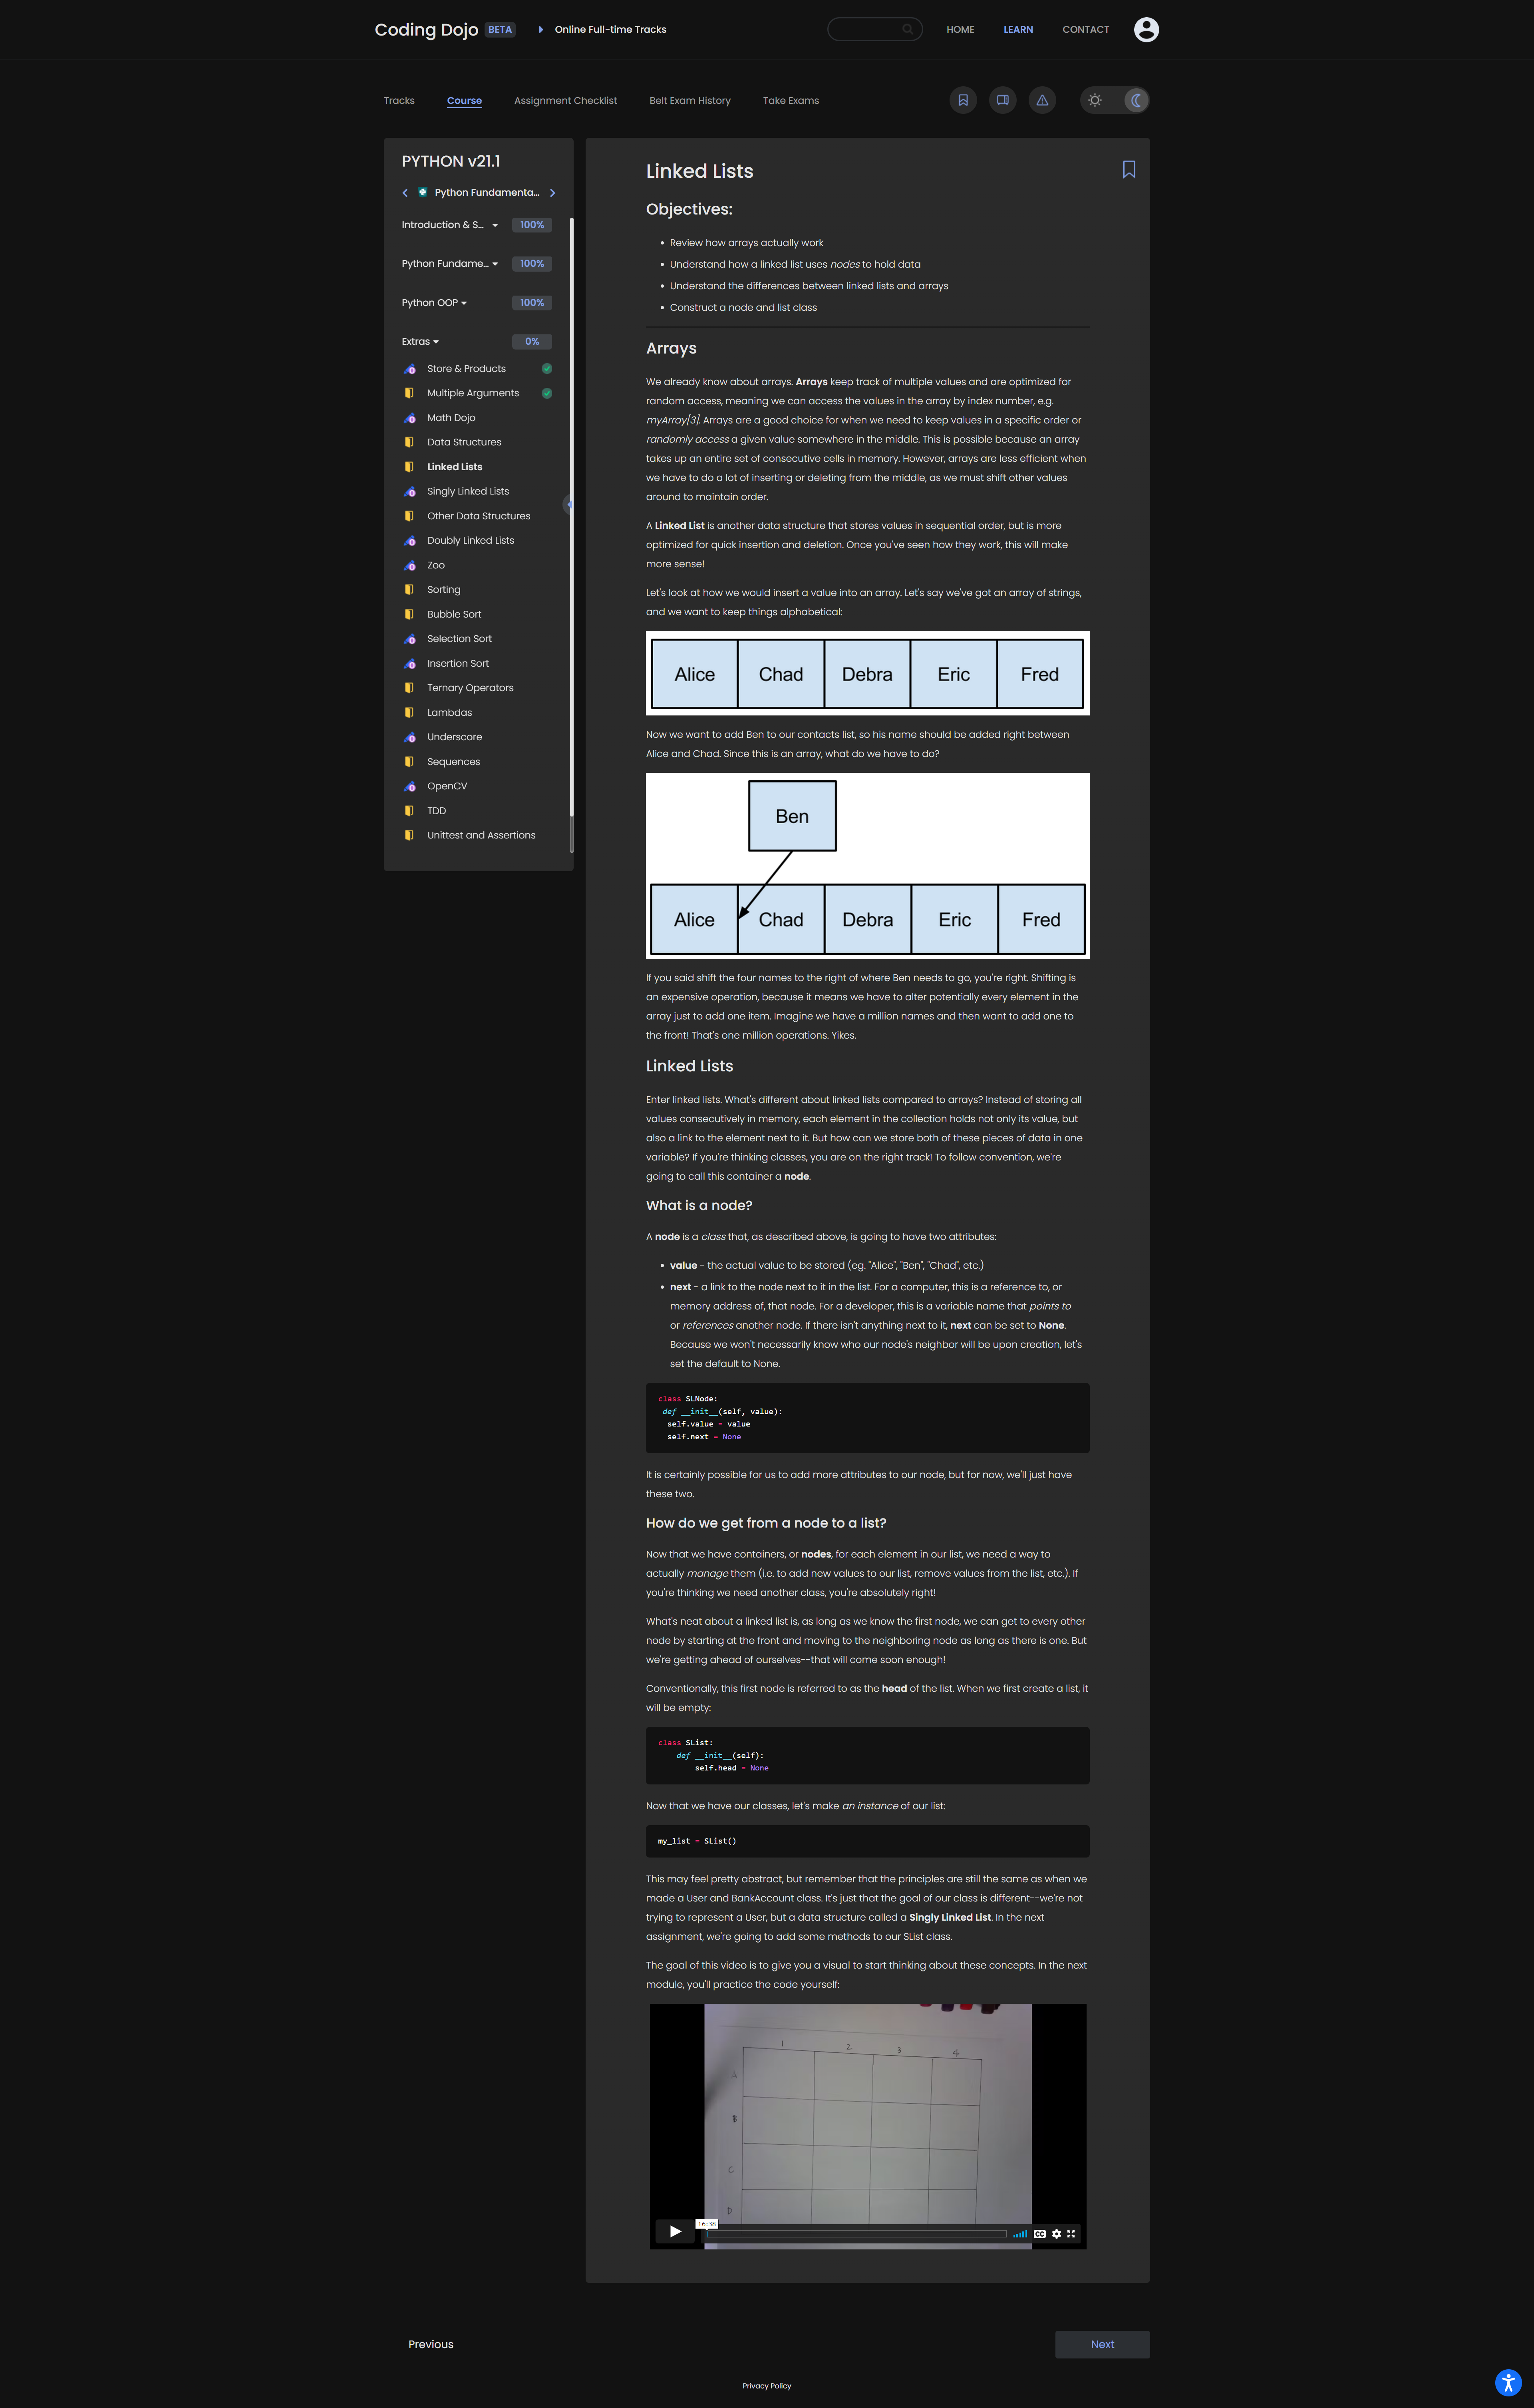 Coding Dojo BETA Online Full-time Tracks HOME LEARN CONTACT
Tracks Course Assignment Checklist Belt Exam History Take Exams
PYTHON v21.1
Python Fundamenta...
Introduction & S... 100%
Python Fundame... 100%
Python OOP 100%
Extras 0%
Store & Products
Multiple Arguments
Math Dojo
Data Structures
Linked Lists
Singly Linked Lists
Other Data Structures
Doubly Linked Lists
Zoo
Sorting
Bubble Sort
Selection Sort
Insertion Sort
Ternary Operators
Lambdas
Underscore
Sequences
OpenCV
TDD
Unittest and Assertions
Linked Lists
Objectives:
• Review how arrays actually work
• Understand how a linked list uses nodes to hold data
• Understand the differences between linked lists and arrays
• Construct a node and list class
Arrays
We already know about arrays. Arrays keep track of multiple values and are optimized for
random access, meaning we can access the values in the array by index number, e.g.
myArray[3]. Arrays are a good choice for when we need to keep values in a specific order or
randomly access a given value somewhere in the middle. This is possible because an array
takes up an entire set of consecutive cells in memory. However, arrays are less efficient when
we have to do a lot of inserting or deleting from the middle, as we must shift other values
around to maintain order.
A Linked List is another data structure that stores values in sequential order, but is more
optimized for quick insertion and deletion. Once you've seen how they work, this will make
more sense!
Let's look at how we would insert a value into an array. Let's say we've got an array of strings,
and we want to keep things alphabetical:
Alice Chad Debra Eric Fred
Now we want to add Ben to our contacts list, so his name should be added right between
Alice and Chad. Since this is an array, what do we have to do?
Ben
Alice Chad Debra Eric Fred
If you said shift the four names to the right of where Ben needs to go, you're right. Shifting is
an expensive operation, because it means we have to alter potentially every element in the
array just to add one item. Imagine we have a million names and then want to add one to
the front! That's one million operations. Yikes.
Linked Lists
Enter linked lists. What's different about linked lists compared to arrays? Instead of storing all
values consecutively in memory, each element in the collection holds not only its value, but
also a link to the element next to it. But how can we store both of these pieces of data in one
variable? If you're thinking classes, you are on the right track! To follow convention, we're
going to call this container a node.
What is a node?
A node is a class that, as described above, is going to have two attributes:
• value - the actual value to be stored (eg. "Alice", "Ben", "Chad", etc.)
• next - a link to the node next to it in the list. For a computer, this is a reference to, or
memory address of, that node. For a developer, this is a variable name that points to
or references another node. If there isn't anything next to it, next can be set to None.
Because we won't necessarily know who our node's neighbor will be upon creation, let's
set the default to None.
class SLNode:
def __init__(self, value):
self.value = value
self.next = None
It is certainly possible for us to add more attributes to our node, but for now, we'll just have
these two.
How do we get from a node to a list?
Now that we have containers, or nodes, for each element in our list, we need a way to
actually manage them (i.e. to add new values to our list, remove values from the list, etc.). If
you're thinking we need another class, you're absolutely right!
What's neat about a linked list is, as long as we know the first node, we can get to every other
node by starting at the front and moving to the neighboring node as long as there is one. But
we're getting ahead of ourselves--that will come soon enough!
Conventionally, this first node is referred to as the head of the list. When we first create a list, it
will be empty:
class SList:
def __init__(self):
self.head = None
Now that we have our classes, let's make an instance of our list:
my_list = SList()
This may feel pretty abstract, but remember that the principles are still the same as when we
made a User and BankAccount class. It's just that the goal of our class is different--we're not
trying to represent a User, but a data structure called a Singly Linked List. In the next
assignment, we're going to add some methods to our SList class.
The goal of this video is to give you a visual to start thinking about these concepts. In the next
module, you'll practice the code yourself:
1 2 3 4
A
B
C
D
16:38
CC
Previous Next
Privacy Policy